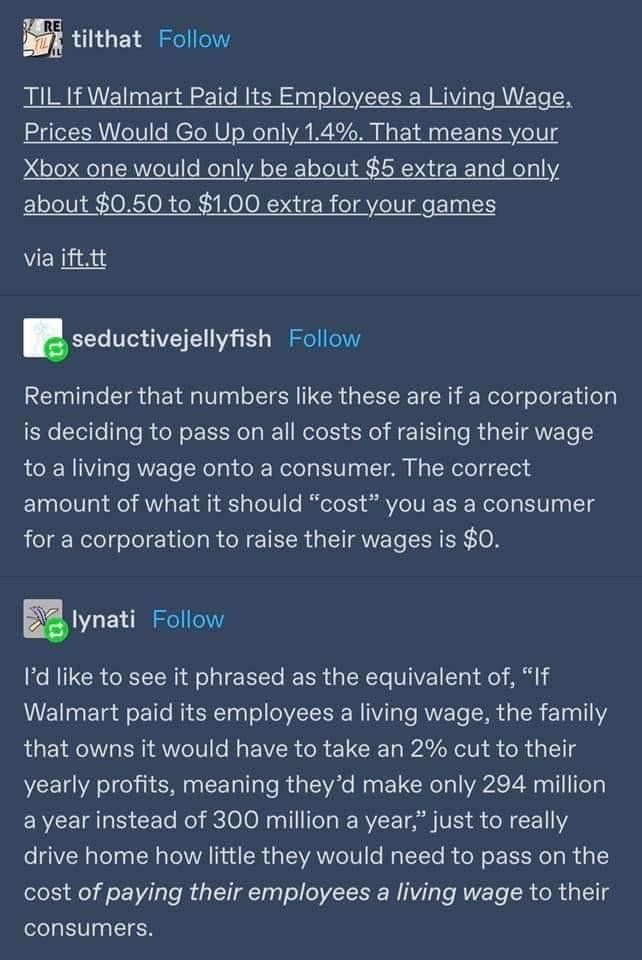 tilthat Follow
TIL If Walmart Paid Its Employees a Living Wage,
Prices Would Go Up only 1.4%. That means your
Xbox one would only be about $5 extra and only
about $0.50 to $1.00 extra for your games
via ift.tt
seductivejellyfish Follow
Reminder that numbers like these are if a corporation
is deciding to pass on all costs of raising their wage
to a living wage onto a consumer. The correct
amount of what it should “cost” you as a consumer
for a corporation to raise their wages is $0.
lynati Follow
I’d like to see it phrased as the equivalent of, “If
Walmart paid its employees a living wage, the family
that owns it would have to take an 2% cut to their
yearly profits, meaning they’d make only 294 million
a year instead of 300 million a year,” just to really
drive home how little they would need to pass on the
cost of paying their employees a living wage to their
consumers.